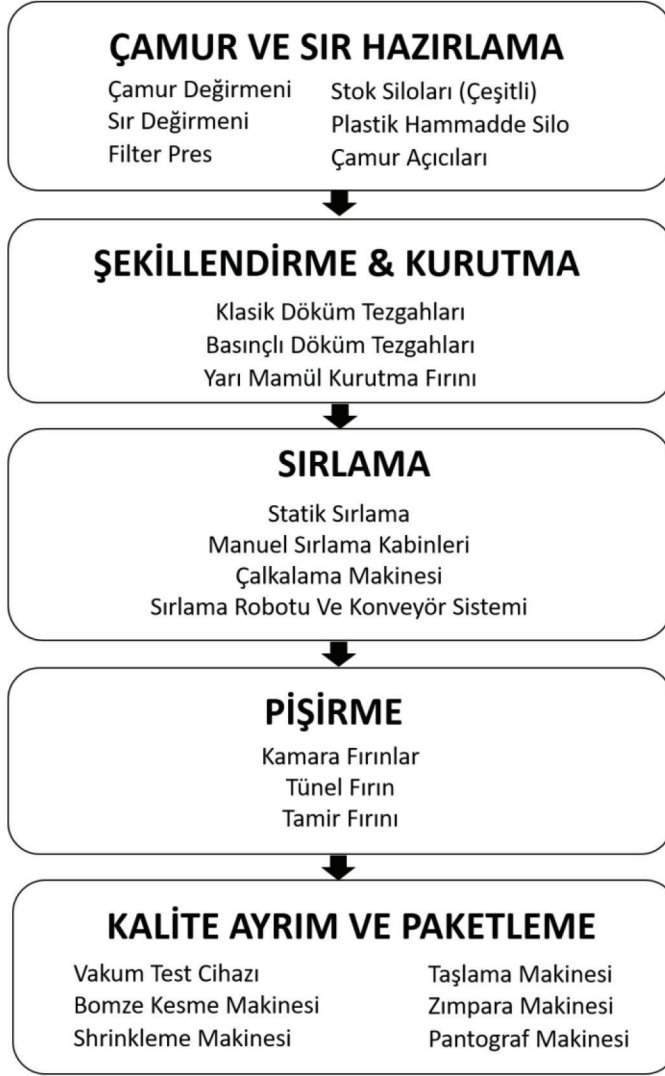 ÇAMUR VE SIR HAZIRLAMA
Çamur Değirmeni
Sır Değirmeni
Filter Pres
Stok Siloları (Çeşitli)
Plastik Hammadde Silo
Çamur Açıcıları
ŞEKİLLENDİRME & KURUTMA
Klasik Döküm Tezgahları
Basınçlı Döküm Tezgahları
Yarı Mamül Kurutma Fırını
SIRLAMA
Statik Sırlama
Manuel Sırlama Kabinleri
Çalkalama Makinesi
Sırlama Robotu Ve Konveyör Sistemi
PİŞİRME
Kamara Fırınlar
Tünel Fırın
Tamir Fırını
KALİTE AYRIM VE PAKETLEME
Vakum Test Cihazı
Bomze Kesme Makinesi
Shrinkleme Makinesi
Taşlama Makinesi
Zımpara Makinesi
Pantograf Makinesi